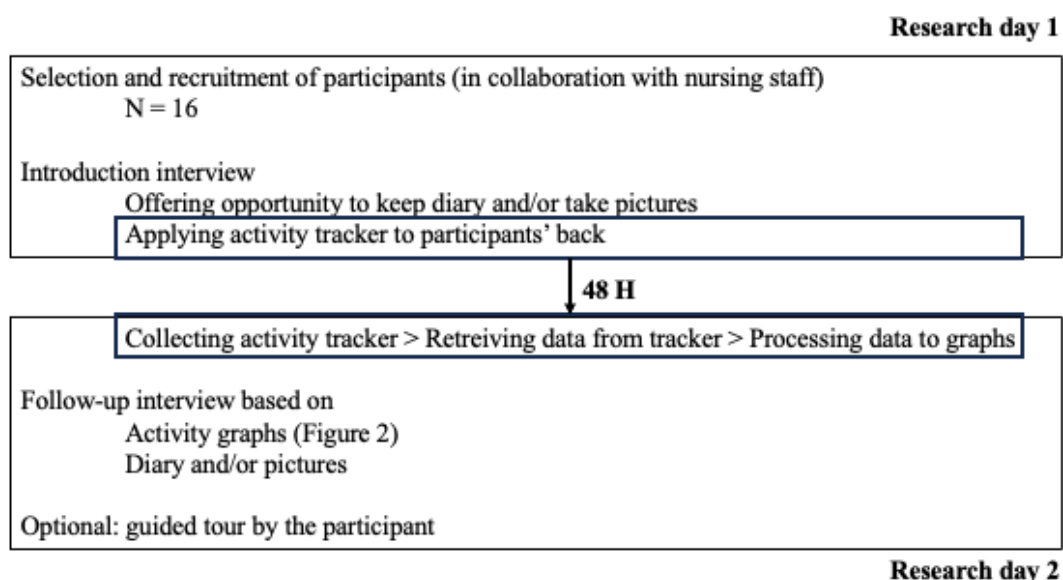 Research day 1
Selection and recruitment of participants (in collaboration with nursing staff)
N = 16
Introduction interview
Offering opportunity to keep diary and/or take pictures
Applying activity tracker to participants' back
48 H
Collecting activity tracker > Retreiving data from tracker > Processing data to graphs
Follow-up interview based on
Activity graphs (Figure 2)
Diary and/or pictures
Optional: guided tour by the participant
Research day 2